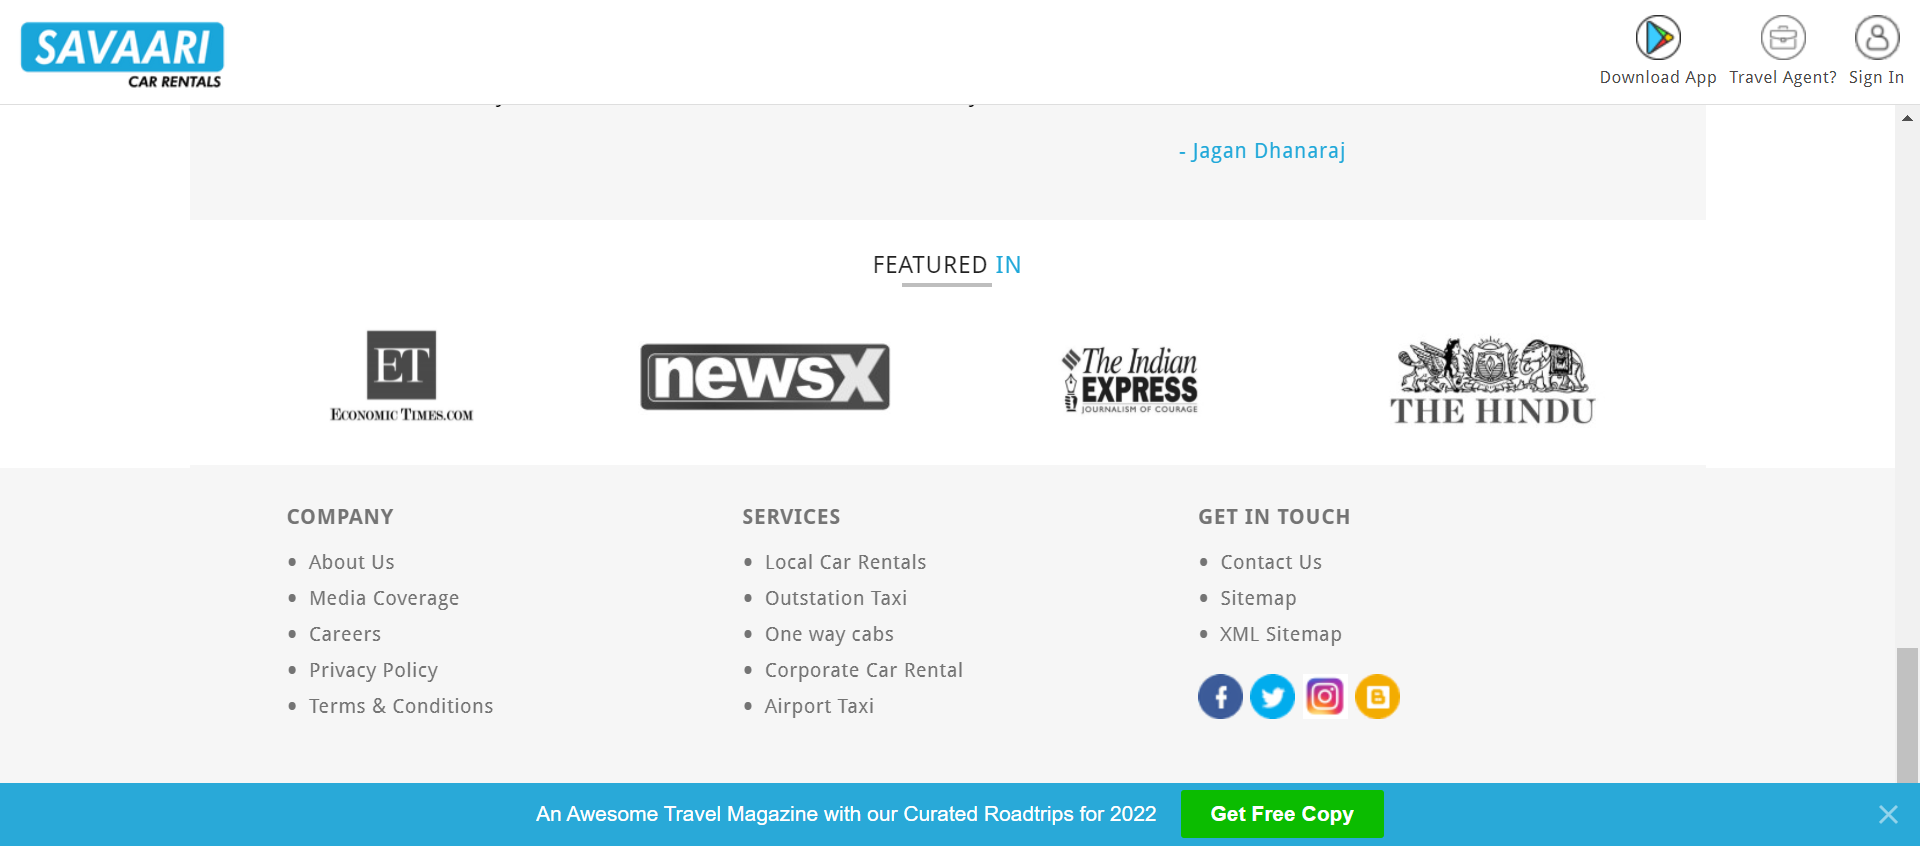 SAVAARI
CAR RENTALS
Download App
Travel Agent?
Sign In
- Jagan Dhanaraj
FEATURED IN
ET
ECONOMIC TIMES.COM
newsX
The Indian
EXPRESS
JOURNALISM OF COURAGE
THE HINDU
COMPANY
• About Us
• Media Coverage
• Careers
• Privacy Policy
• Terms & Conditions
SERVICES
• Local Car Rentals
• Outstation Taxi
• One way cabs
• Corporate Car Rental
• Airport Taxi
GET IN TOUCH
• Contact Us
• Sitemap
• XML Sitemap
An Awesome Travel Magazine with our Curated Roadtrips for 2022
Get Free Copy